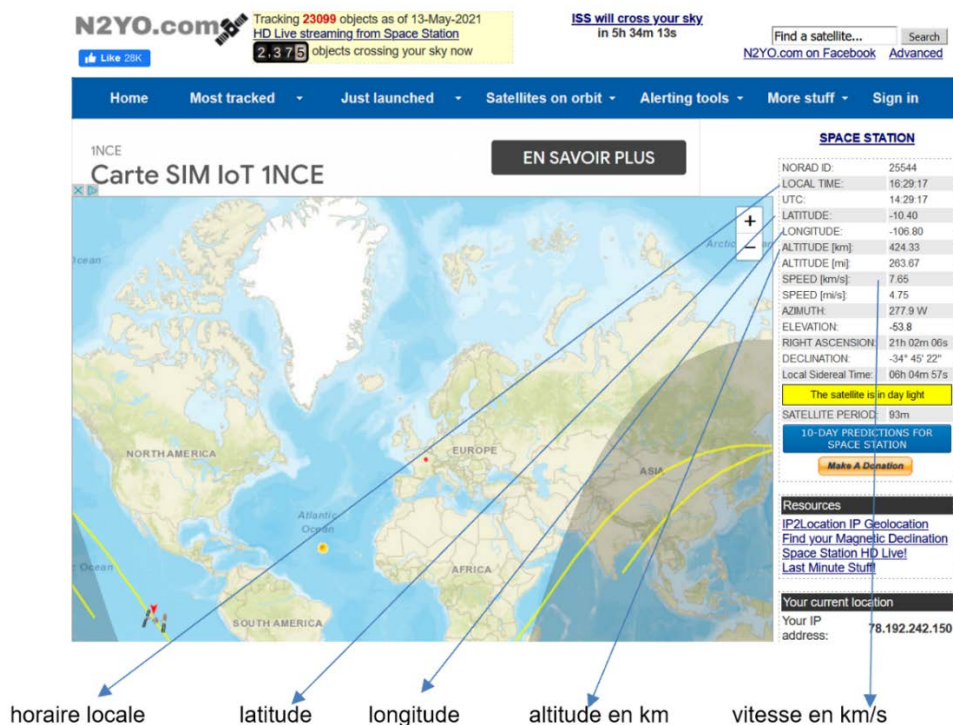 N2YO.com
Like 28K
Tracking 23099 objects as of 13-May-2021
HD Live streaming from Space Station
2,375 objects crossing your sky now
ISS will cross your sky
in 5h 34m 13s
Find a satellite... Search
N2YO.com on Facebook Advanced
Home Most tracked Just launched Satellites on orbit Alerting tools More stuff Sign in
1NCE
Carte SIM IoT 1NCE
EN SAVOIR PLUS
SPACE STATION
NORAD ID: 25544
LOCAL TIME: 16:29:17
UTC: 14:29:17
LATITUDE: -10.40
LONGITUDE: -106.80
ALTITUDE [km]: 424.33
ALTITUDE [mi]: 263.67
SPEED [km/s]: 7.65
SPEED [mi/s]: 4.75
AZIMUTH: 277.9 W
ELEVATION: -53.8
RIGHT ASCENSION: 21h 02m 06s
DECLINATION: -34° 45' 22"
Local Sidereal Time: 06h 04m 57s
The satellite is in day light
SATELLITE PERIOD: 93m
10-DAY PREDICTIONS FOR
SPACE STATION
Make A Donation
Resources
IP2Location IP Geolocation
Find your Magnetic Declination
Space Station HD Live!
Last Minute Stuff!
Your current location
Your IP
address: 78.192.242.150
+
−
Arctic
Ocean
NORTH AMERICA
EUROPE
ASIA
Atlantic
Ocean
AFRICA
Ocean
SOUTH AMERICA
horaire locale latitude longitude altitude en km vitesse en km/s